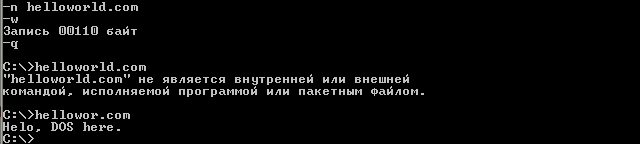 -n helloworld.com
-w
Запись 00110 байт
-q
C:\>helloworld.com
"helloworld.com" не является внутренней или внешней
командой, исполняемой программой или пакетным файлом.
C:\>hellowor.com
Helo, DOS here.
C:\>